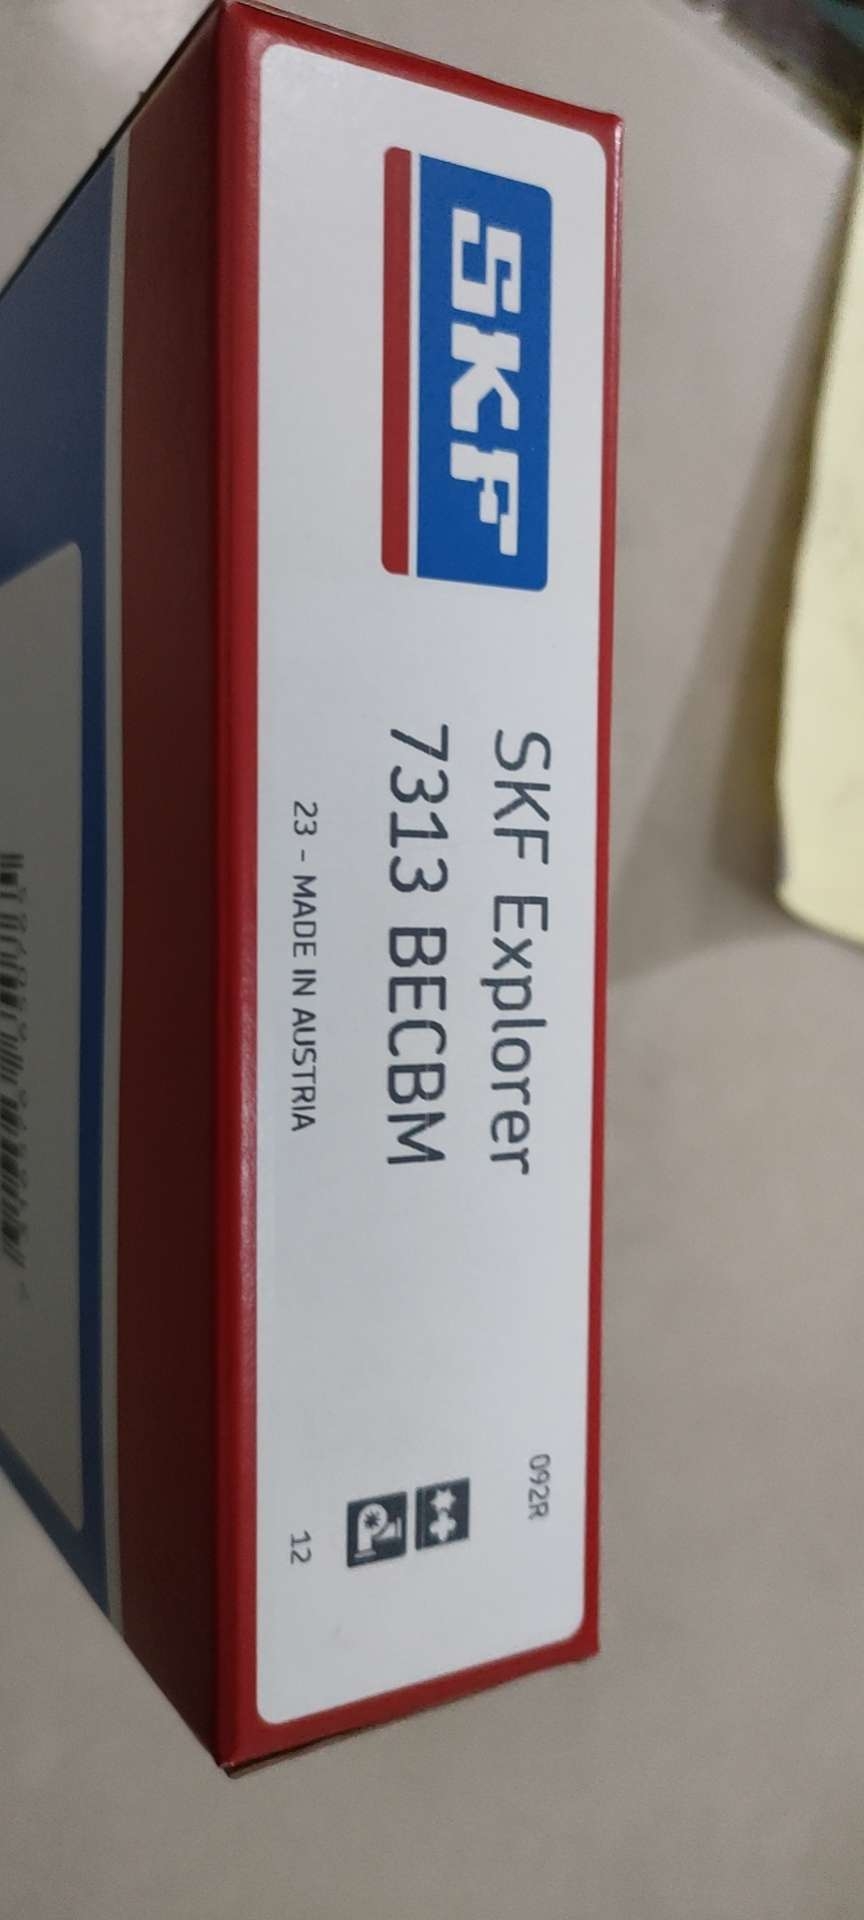 SKF
092R
SKF Explorer
7313 BECBM
23 - MADE IN AUSTRIA
12